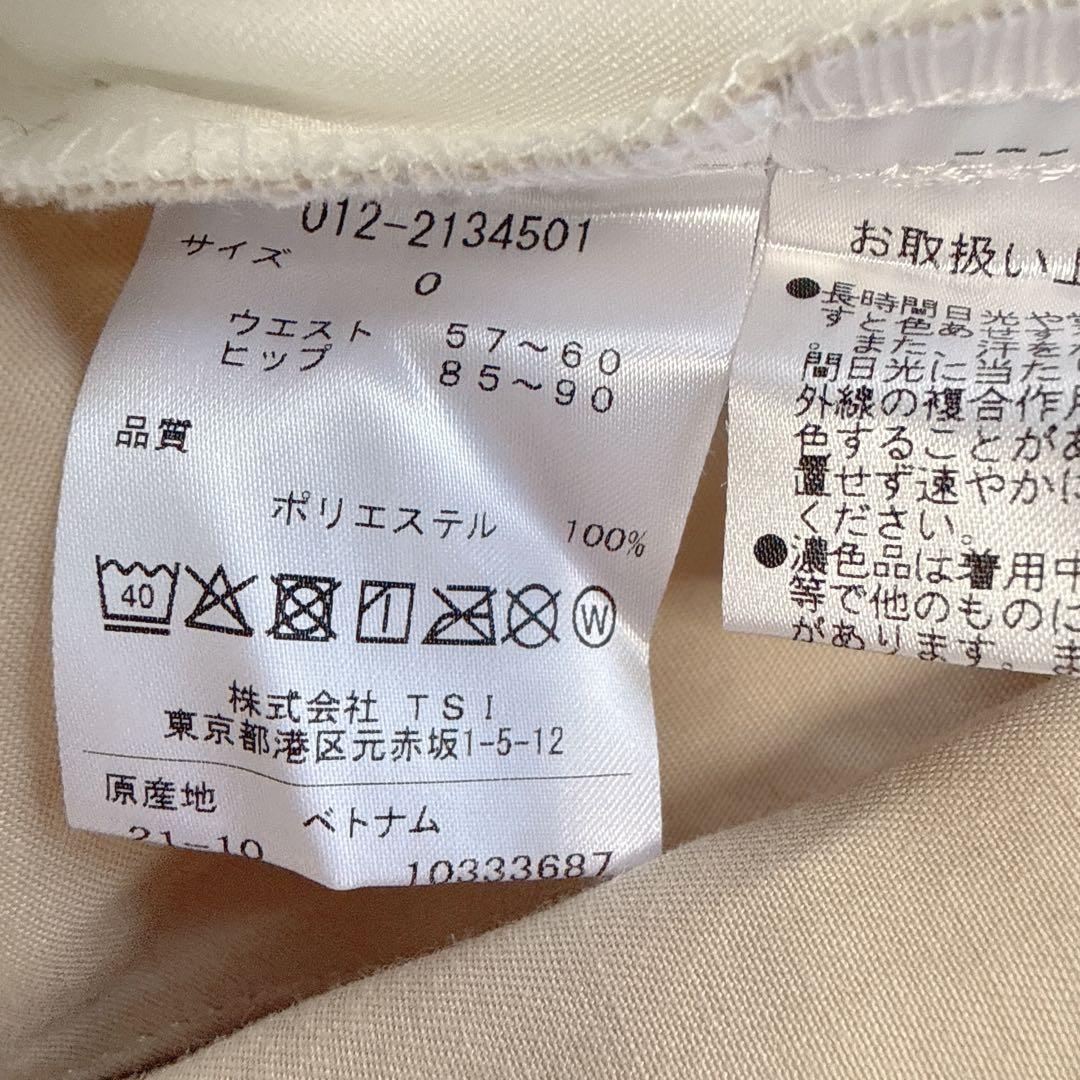 012-2134501
サイズ
0
ウエスト 57～60
ヒップ 85～90
品質
ポリエステル 100%
40
W
株式会社 TSI
東京都港区元赤坂1-5-12
原産地 ベトナム
21-10 10333687
お取扱い上
●長時間日光
すと色あせ
また、汗を
間日光に当たり
外線の複合作用
色することがあ
置せず速やかに
ください。
●濃色品は着用中
等で他のものに
があります。ま